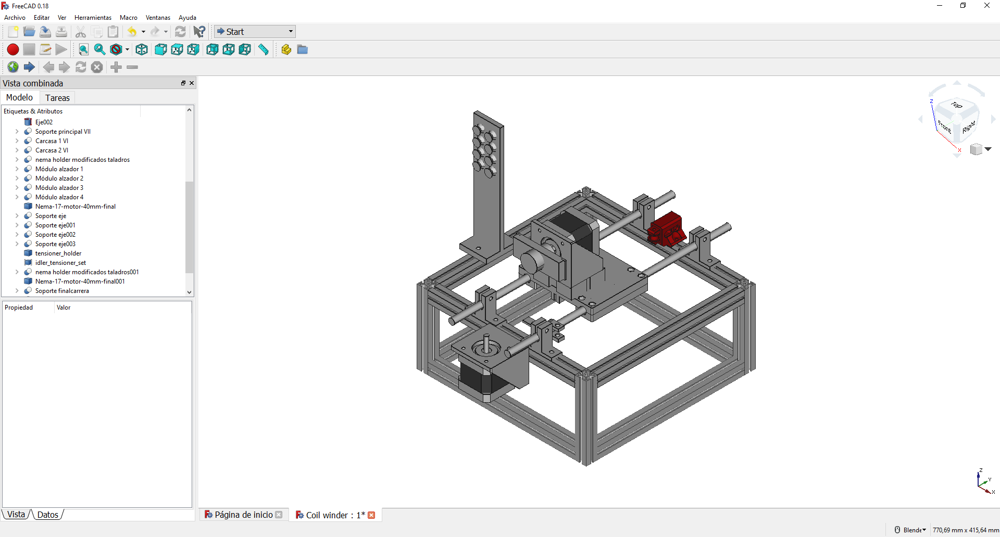 FreeCAD 0.18
Archivo Editar Ver Herramientas Macro Ventanas Ayuda
Start
Vista combinada
Modelo Tareas
Etiquetas & Atributos
Eje002
Soporte principal VII
Carcasa 1 VI
Carcasa 2 VI
nema holder modificados taladros
Módulo alzador 1
Módulo alzador 2
Módulo alzador 3
Módulo alzador 4
Nema-17-motor-40mm-final
Soporte eje
Soporte eje001
Soporte eje002
Soporte eje003
tensioner_holder
idler_tensioner_set
nema holder modificados taladros001
Nema-17-motor-40mm-final001
Soporte finalcarrera
Propiedad Valor
Vista Datos
Z
Top
Front Right
X
Z
Y
X
Página de inicio
Coil winder : 1*
Blende 770,69 mm x 415,64 mm